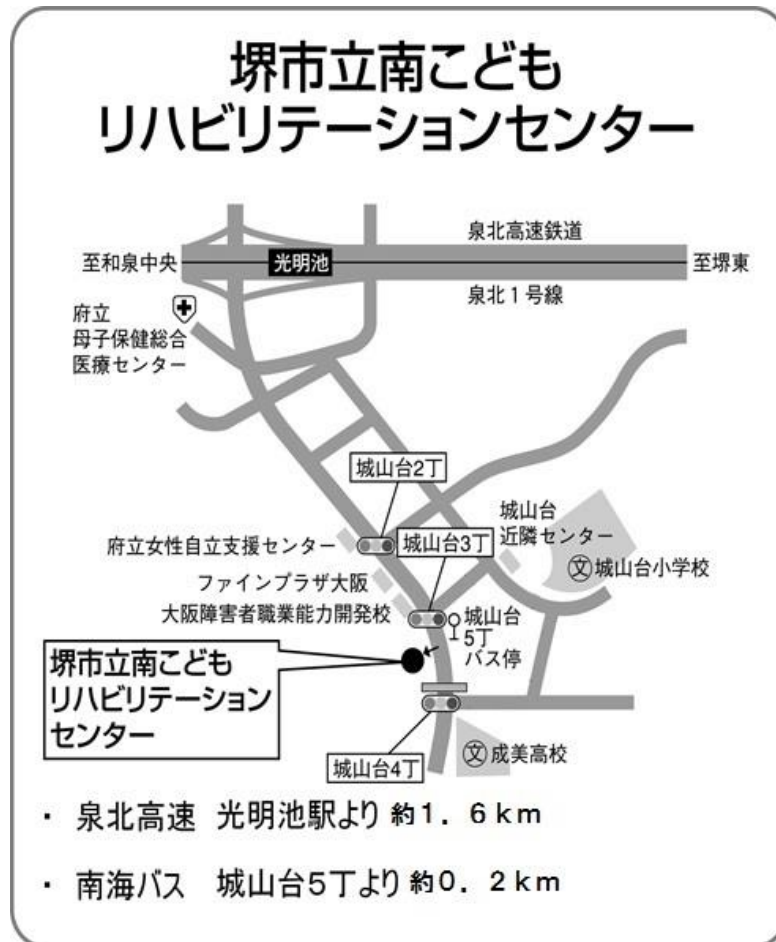 堺市立南こども
リハビリテーションセンター
泉北高速鉄道
至和泉中央
光明池
至堺東
泉北1号線
府立
母子保健総合
医療センター
城山台2丁
城山台
近隣センター
府立女性自立支援センター
城山台3丁
文 城山台小学校
ファインプラザ大阪
大阪障害者職業能力開発校
城山台
5丁
バス停
堺市立南こども
リハビリテーション
センター
文 成美高校
城山台4丁
・ 泉北高速 光明池駅より 約1.6km
・ 南海バス 城山台5丁より 約0.2km